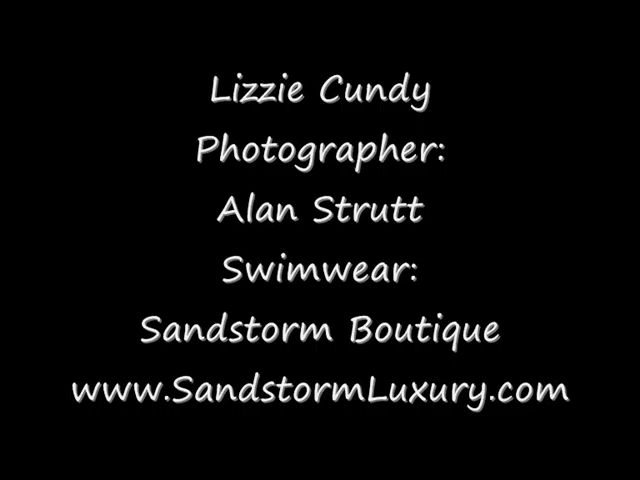 Lizzie Cundy
Photographer:
Alan Strutt
Swimwear:
Sandstorm Boutique
www.SandstormLuxury.com